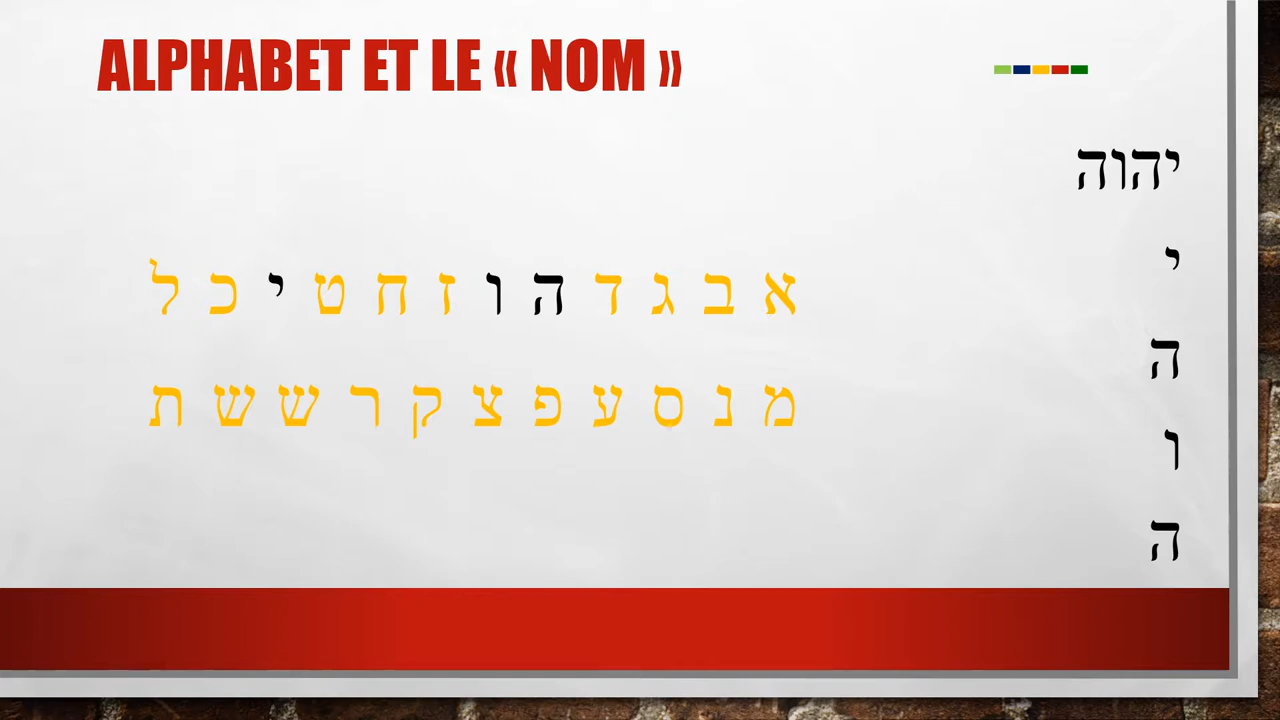 ALPHABET ET LE « NOM »
יהוה
י
ה
ו
ה
א ב ג ד ה ו ז ח ט י כ ל
מ נ ס ע פ צ ק ר ש ש ת